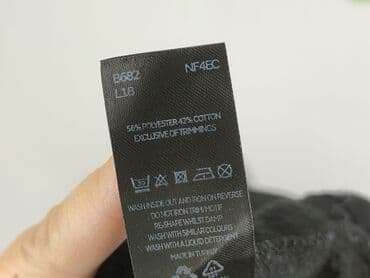 B682 NF4EC
L18
56% POLYESTER 42% COTTON
EXCLUSIVE OF TRIMMINGS
WASH INSIDE OUT AND IRON ON REVERSE
DO NOT IRON TRIM/MOTIF
RE-SHAPE WHILST DAMP
WASH WITH SIMILAR COLOURS
WASH WITH A LIQUID DETERGENT
MADE IN TURKEY